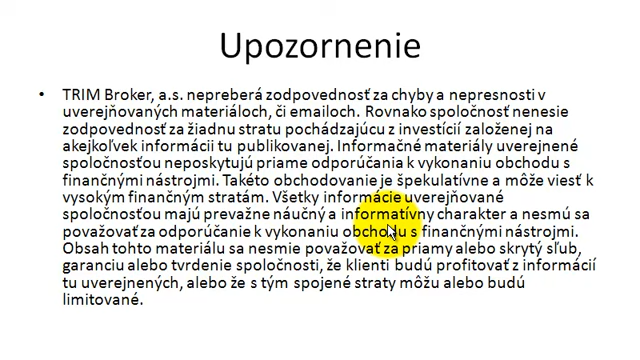 Upozornenie
• TRIM Broker, a.s. nepreberá zodpovednosť za chyby a nepresnosti v
uverejňovaných materiáloch, či emailoch. Rovnako spoločnosť nenesie
zodpovednosť za žiadnu stratu pochádzajúcu z investícií založenej na
akejkoľvek informácii tu publikovanej. Informačné materiály uverejnené
spoločnosťou neposkytujú priame odporúčania k vykonaniu obchodu s
finančnými nástrojmi. Takéto obchodovanie je špekulatívne a môže viesť k
vysokým finančným stratám. Všetky informácie uverejňované
spoločnosťou majú prevažne náučný a informatívny charakter a nesmú sa
považovať za odporúčanie k vykonaniu obchodu s finančnými nástrojmi.
Obsah tohto materiálu sa nesmie považovať za priamy alebo skrytý sľub,
garanciu alebo tvrdenie spoločnosti, že klienti budú profitovať z informácií
tu uverejnených, alebo že s tým spojené straty môžu alebo budú
limitované.